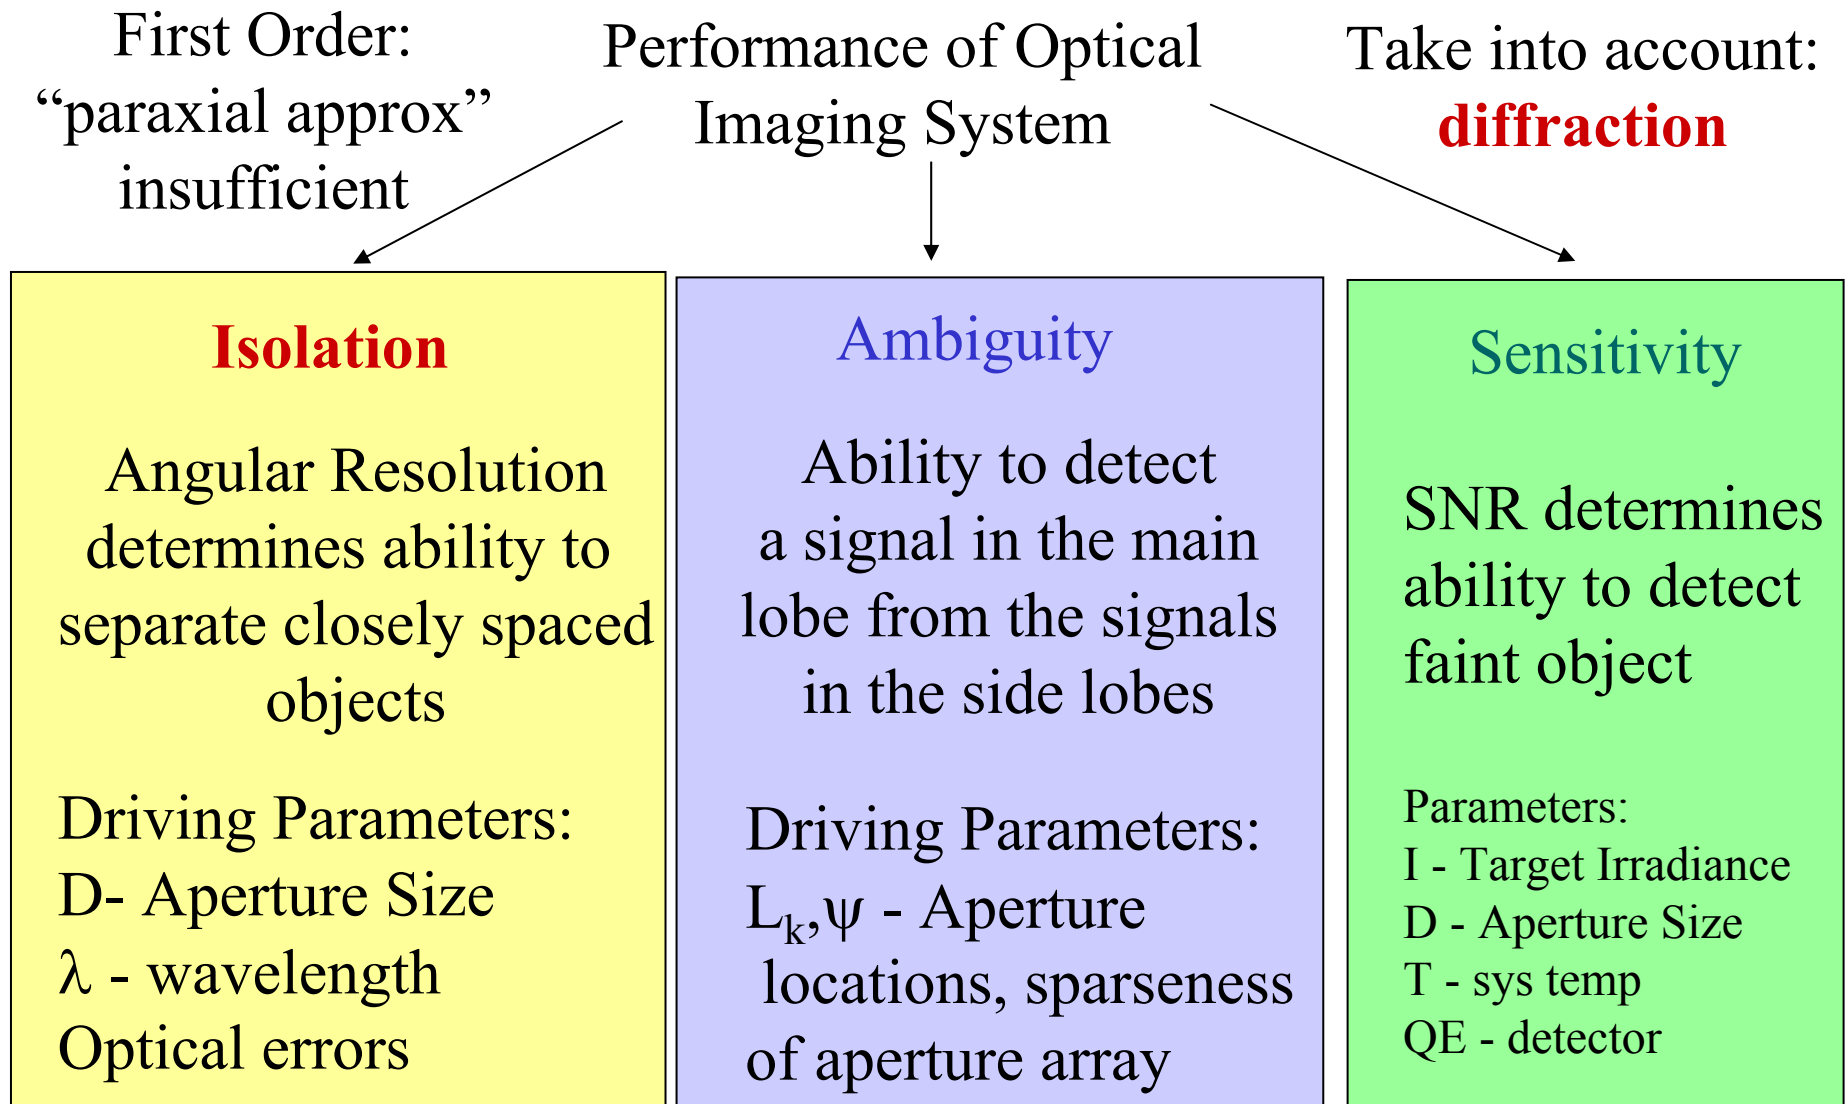 First Order:
“paraxial approx”
insufficient
Performance of Optical
Imaging System
Take into account:
diffraction
Isolation
Angular Resolution
determines ability to
separate closely spaced
objects
Driving Parameters:
D- Aperture Size
λ - wavelength
Optical errors
Ambiguity
Ability to detect
a signal in the main
lobe from the signals
in the side lobes
Driving Parameters:
Lₖ,ψ - Aperture
locations, sparseness
of aperture array
Sensitivity
SNR determines
ability to detect
faint object
Parameters:
I - Target Irradiance
D - Aperture Size
T - sys temp
QE - detector